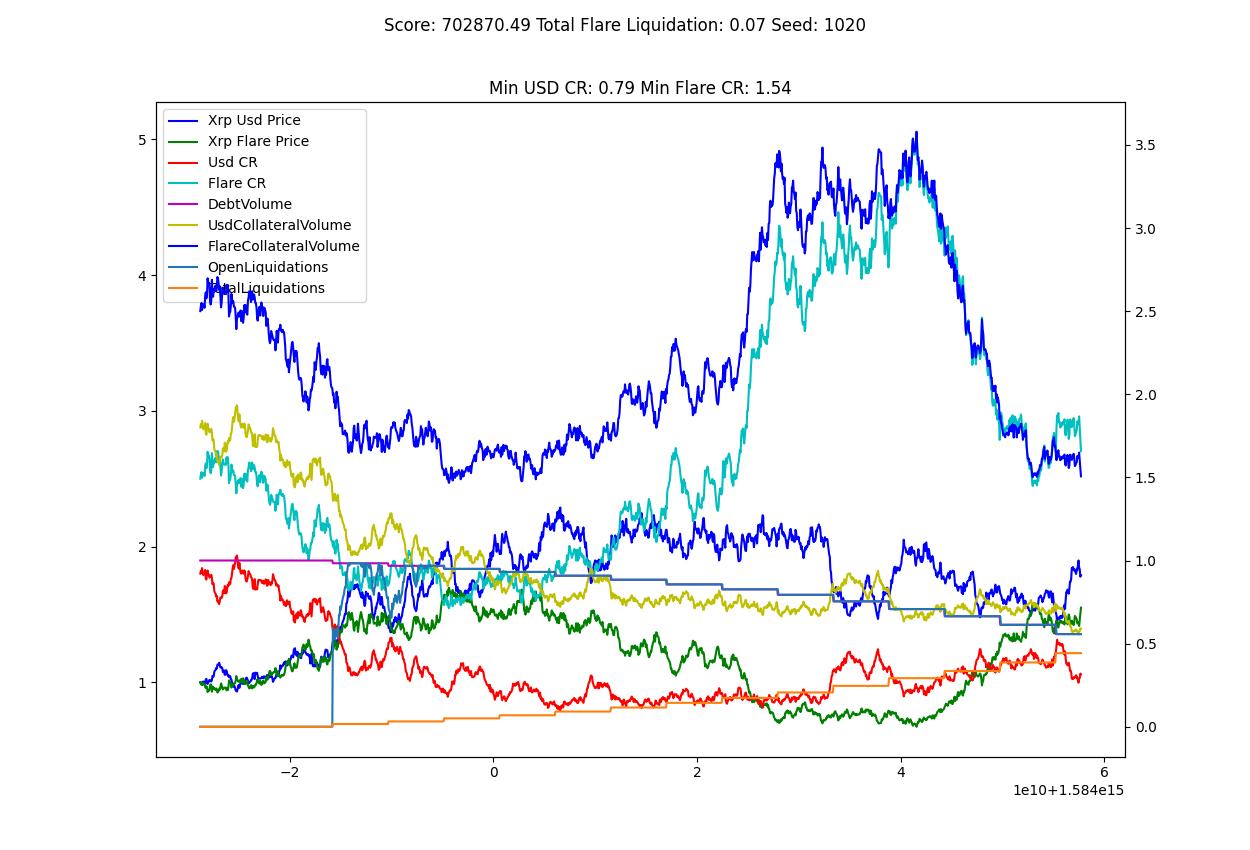 Score: 702870.49 Total Flare Liquidation: 0.07 Seed: 1020
Min USD CR: 0.79 Min Flare CR: 1.54
Xrp Usd Price
Xrp Flare Price
Usd CR
Flare CR
DebtVolume
UsdCollateralVolume
FlareCollateralVolume
OpenLiquidations
TotalLiquidations
5
4
3
2
1
3.5
3.0
2.5
2.0
1.5
1.0
0.5
0.0
−2
0
2
4
6
1e10+1.584e15